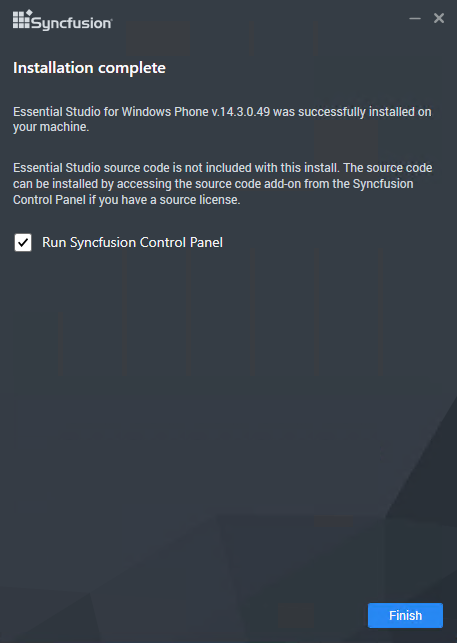 Syncfusion
Installation complete
Essential Studio for Windows Phone v.14.3.0.49 was successfully installed on
your machine.
Essential Studio source code is not included with this install. The source code
can be installed by accessing the source code add-on from the Syncfusion
Control Panel if you have a source license.
Run Syncfusion Control Panel
Finish